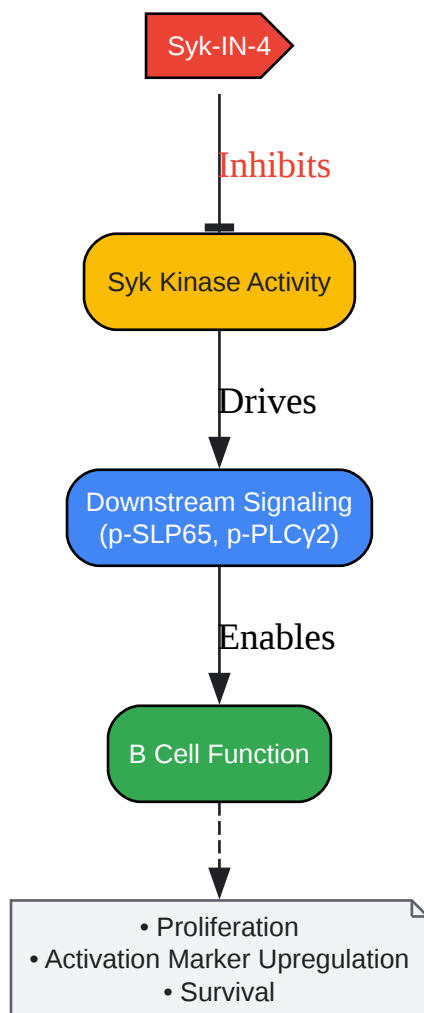 Syk-IN-4
Inhibits
Syk Kinase Activity
Drives
Downstream Signaling
(p-SLP65, p-PLCγ2)
Enables
B Cell Function
• Proliferation
• Activation Marker Upregulation
• Survival